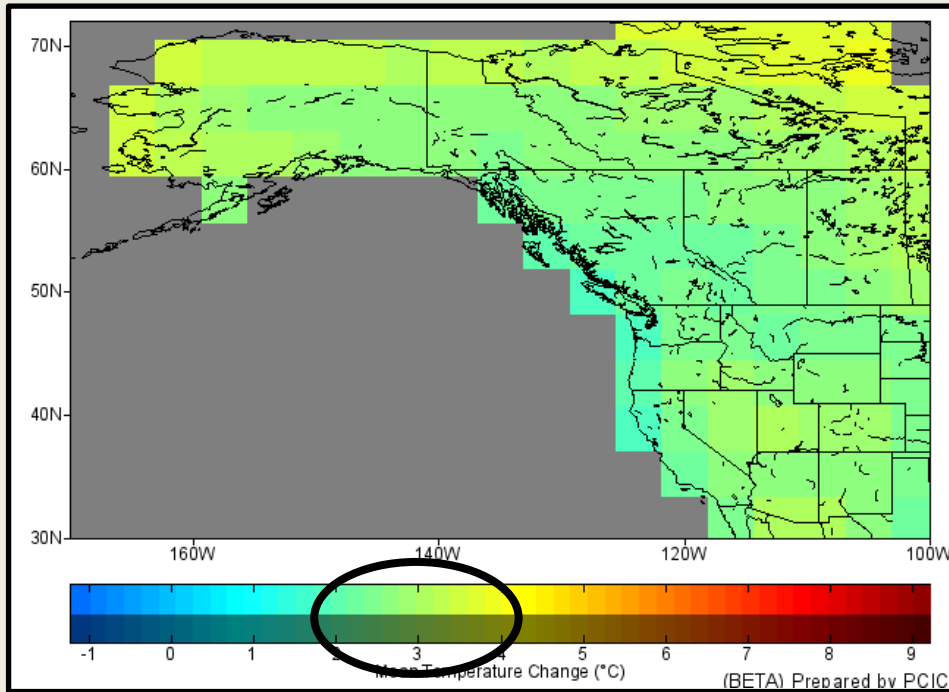 70N
60N
50N
40N
30N
160W 140W 120W 100W
-1 0 1 2 3 4 5 6 7 8 9
Mean Temperature Change (°C)
(BETA) Prepared by PCIC